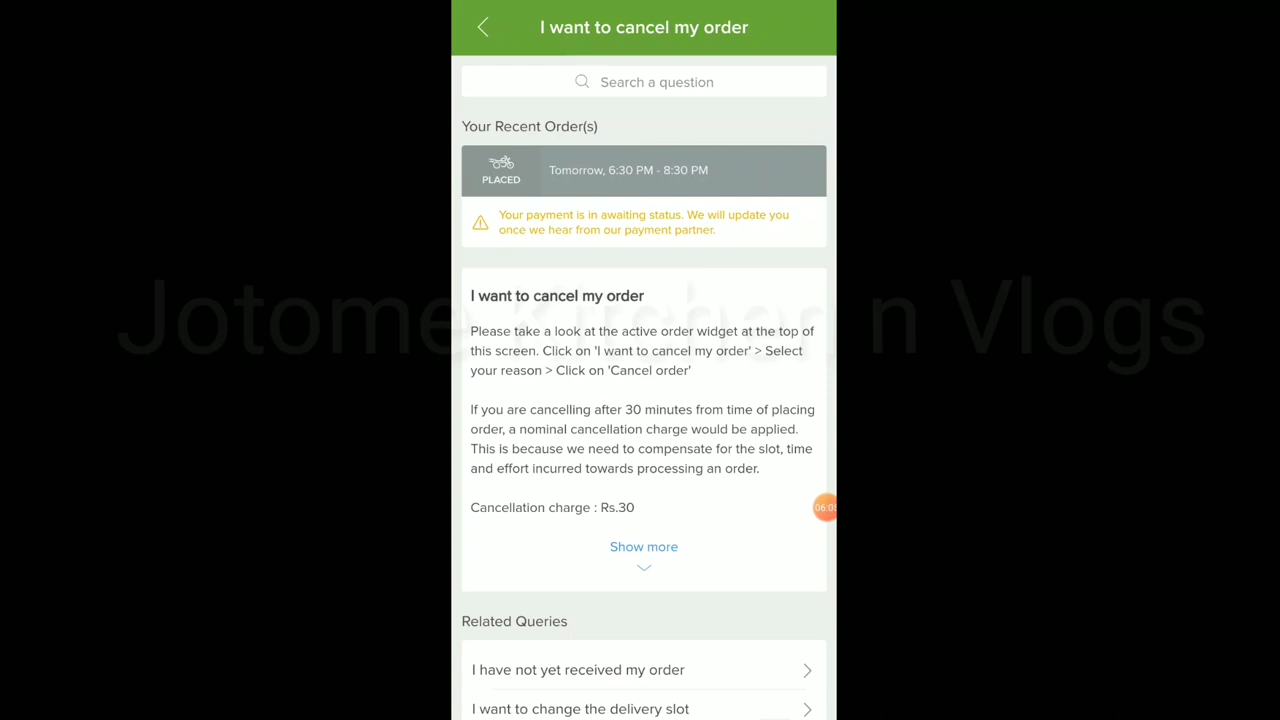 I want to cancel my order
Search a question
Your Recent Order(s)
PLACED
Tomorrow, 6:30 PM - 8:30 PM
Your payment is in awaiting status. We will update you
once we hear from our payment partner.
I want to cancel my order
Please take a look at the active order widget at the top of
this screen. Click on 'I want to cancel my order' > Select
your reason > Click on 'Cancel order'
If you are cancelling after 30 minutes from time of placing
order, a nominal cancellation charge would be applied.
This is because we need to compensate for the slot, time
and effort incurred towards processing an order.
Cancellation charge : Rs.30
Show more
Related Queries
I have not yet received my order
I want to change the delivery slot
Jotome Vlogs